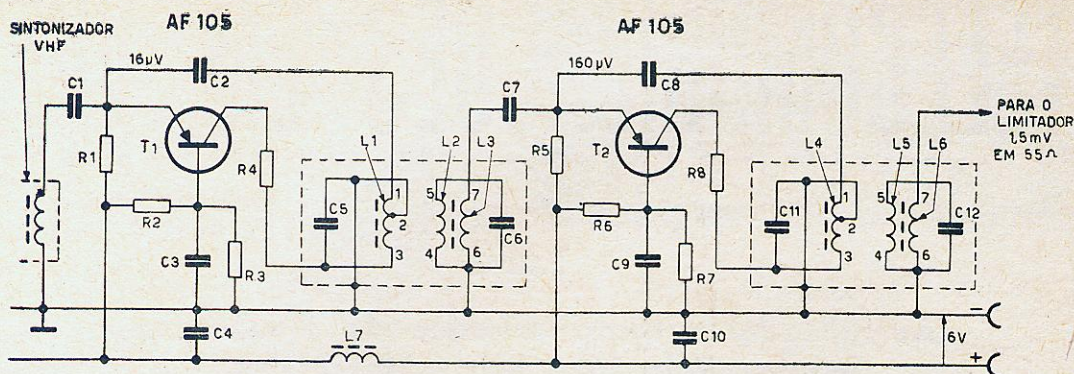 SINTONIZADOR
VHF
AF 105
AF 105
16μV
C2
160μV
C8
C1
C7
PARA O
LIMITADOR
1,5mV
EM 55Ω
R1
T1
R4
L1
L2
L3
R5
T2
R8
L4
L5
L6
C5
1
2
3
5
4
7
6
C6
C11
1
2
3
5
4
7
6
C12
R2
C3
R3
R6
C9
R7
C4
L7
C10
6V
−
+